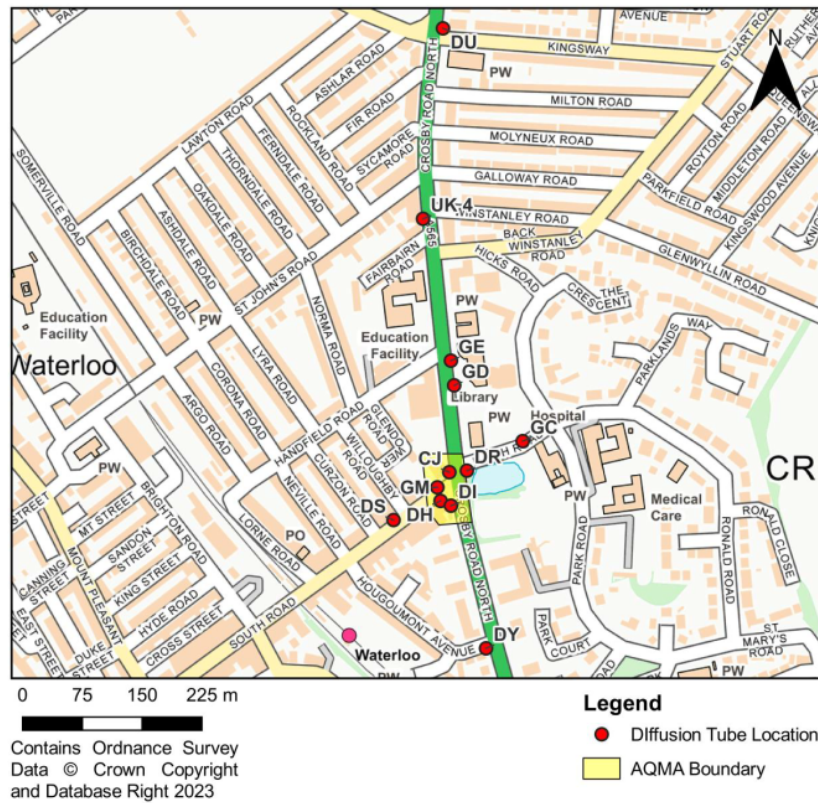 AVENUE
DU
KINGSWAY
STUART ROAD
N
PW
LAWTON ROAD
ASHLAR ROAD
ROCKLAND ROAD
FIR ROAD
SYCAMORE ROAD
FERNDALE ROAD
THORNDALE ROAD
OAKDALE ROAD
ASHDALE ROAD
BIRCHDALE ROAD
SOMERVILLE ROAD
CROSBY ROAD NORTH
MILTON ROAD
MOLYNEUX ROAD
GALLOWAY ROAD
ROYTON ROAD
MIDDLETON ROAD
KINGSWOOD AVENUE
PARKFIELD ROAD
UK-4
WINSTANLEY ROAD
A565
BACK
WINSTANLEY
ROAD
GLENWYLLIN ROAD
FAIRBAIRN
ROAD
HICKS ROAD
THE
CRESCENT
ST JOHN'S ROAD
NORMA ROAD
Education
Facility
PW
Waterloo
Education
Facility
PW
PARKLANDS WAY
GE
GD
Library
LYRA ROAD
CORONA ROAD
ARGO ROAD
HANDFIELD ROAD
GLENDOWER
ROAD
WILLOUGHBY
ROAD
CURZON ROAD
NEVILLE ROAD
LORNE ROAD
PW
Hospital
GC
CJ
DR
GM
DI
DH
DS
PW
PO
CR
PW
Medical
Care
RONALD CLOSE
RONALD ROAD
PARK ROAD
MT STREET
CANNING STREET
SANDON STREET
KING STREET
HYDE ROAD
CROSS STREET
DUKE STREET
EAST STREET
MOUNT PLEASANT
BRIGHTON ROAD
SOUTH ROAD
HOUGOUMONT AVENUE
CROSBY ROAD NORTH
Waterloo
PW
DY
PARK
COURT
ST
MARY'S
ROAD
PW
0 75 150 225 m
Contains Ordnance Survey
Data © Crown Copyright
and Database Right 2023
Legend
DIffusion Tube Location
AQMA Boundary